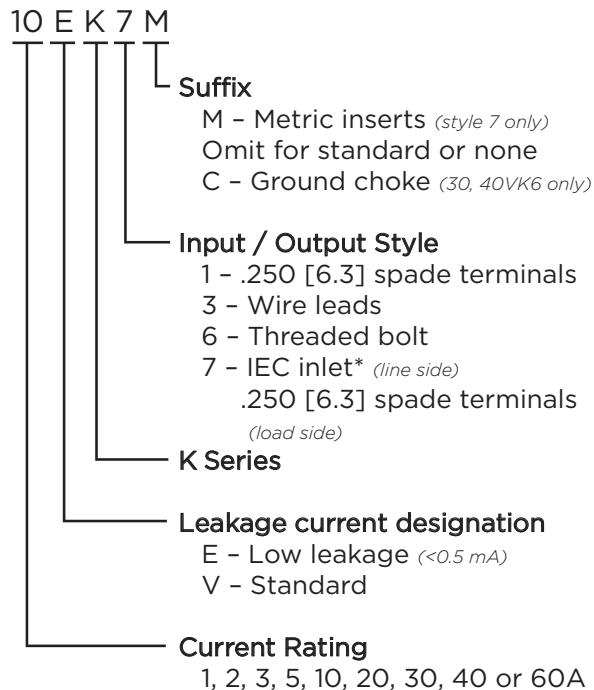 10 E K 7 M
Suffix
M – Metric inserts (style 7 only)
Omit for standard or none
C – Ground choke (30, 40VK6 only)
Input / Output Style
1 – .250 [6.3] spade terminals
3 – Wire leads
6 – Threaded bolt
7 – IEC inlet* (line side)
.250 [6.3] spade terminals
(load side)
K Series
Leakage current designation
E – Low leakage (<0.5 mA)
V – Standard
Current Rating
1, 2, 3, 5, 10, 20, 30, 40 or 60A